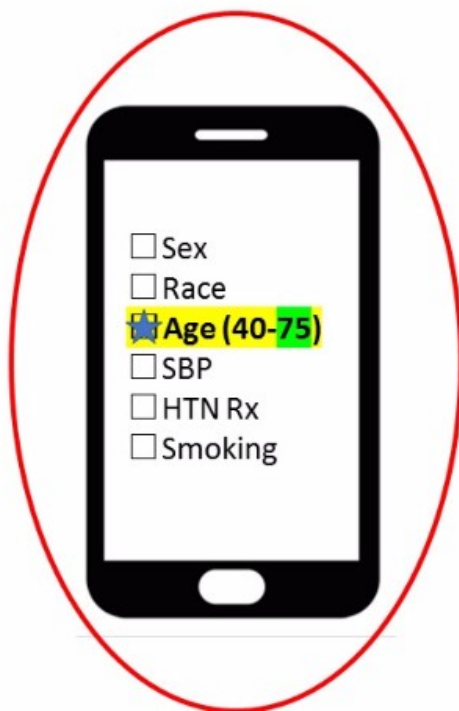 Sex
Race
Age (40-75)
SBP
HTN Rx
Smoking